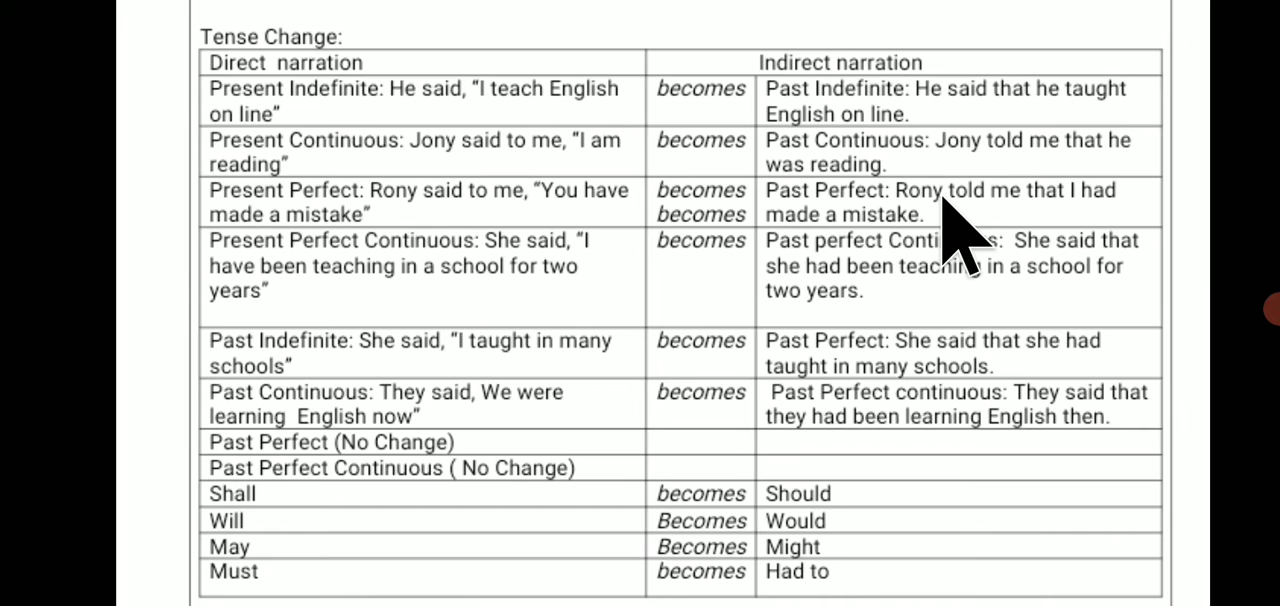 Tense Change:
Direct narration Indirect narration
Present Indefinite: He said, “I teach English becomes Past Indefinite: He said that he taught
on line” English on line.
Present Continuous: Jony said to me, “I am becomes Past Continuous: Jony told me that he
reading” was reading.
Present Perfect: Rony said to me, “You have becomes Past Perfect: Rony told me that I had
made a mistake” becomes made a mistake.
Present Perfect Continuous: She said, “I becomes Past perfect She said that
have been teaching in a school for two she had been teaching in a school for
years” two years.
Past Indefinite: She said, “I taught in many becomes Past Perfect: She said that she had
schools” taught in many schools.
Past Continuous: They said, We were becomes Past Perfect continuous: They said that
learning English now” they had been learning English then.
Past Perfect (No Change)
Past Perfect Continuous ( No Change)
Shall becomes Should
Will Becomes Would
May Becomes Might
Must becomes Had to